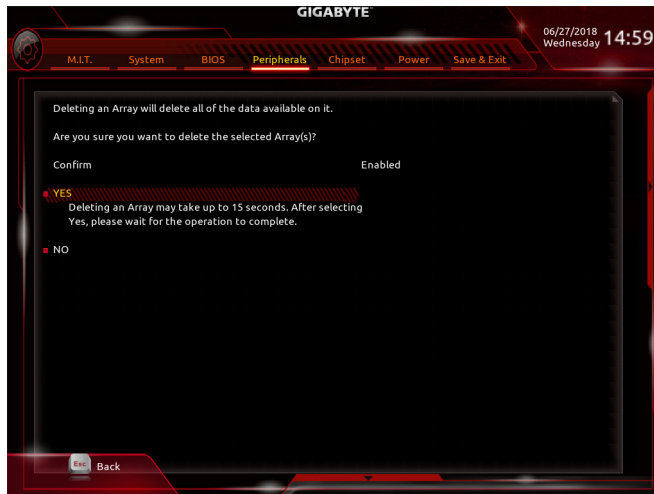 GIGABYTE
06/27/2018
Wednesday
14:59
M.I.T. System BIOS Peripherals Chipset Power Save & Exit
Deleting an Array will delete all of the data available on it.
Are you sure you want to delete the selected Array(s)?
Confirm Enabled
YES
Deleting an Array may take up to 15 seconds. After selecting
Yes, please wait for the operation to complete.
NO
Esc Back